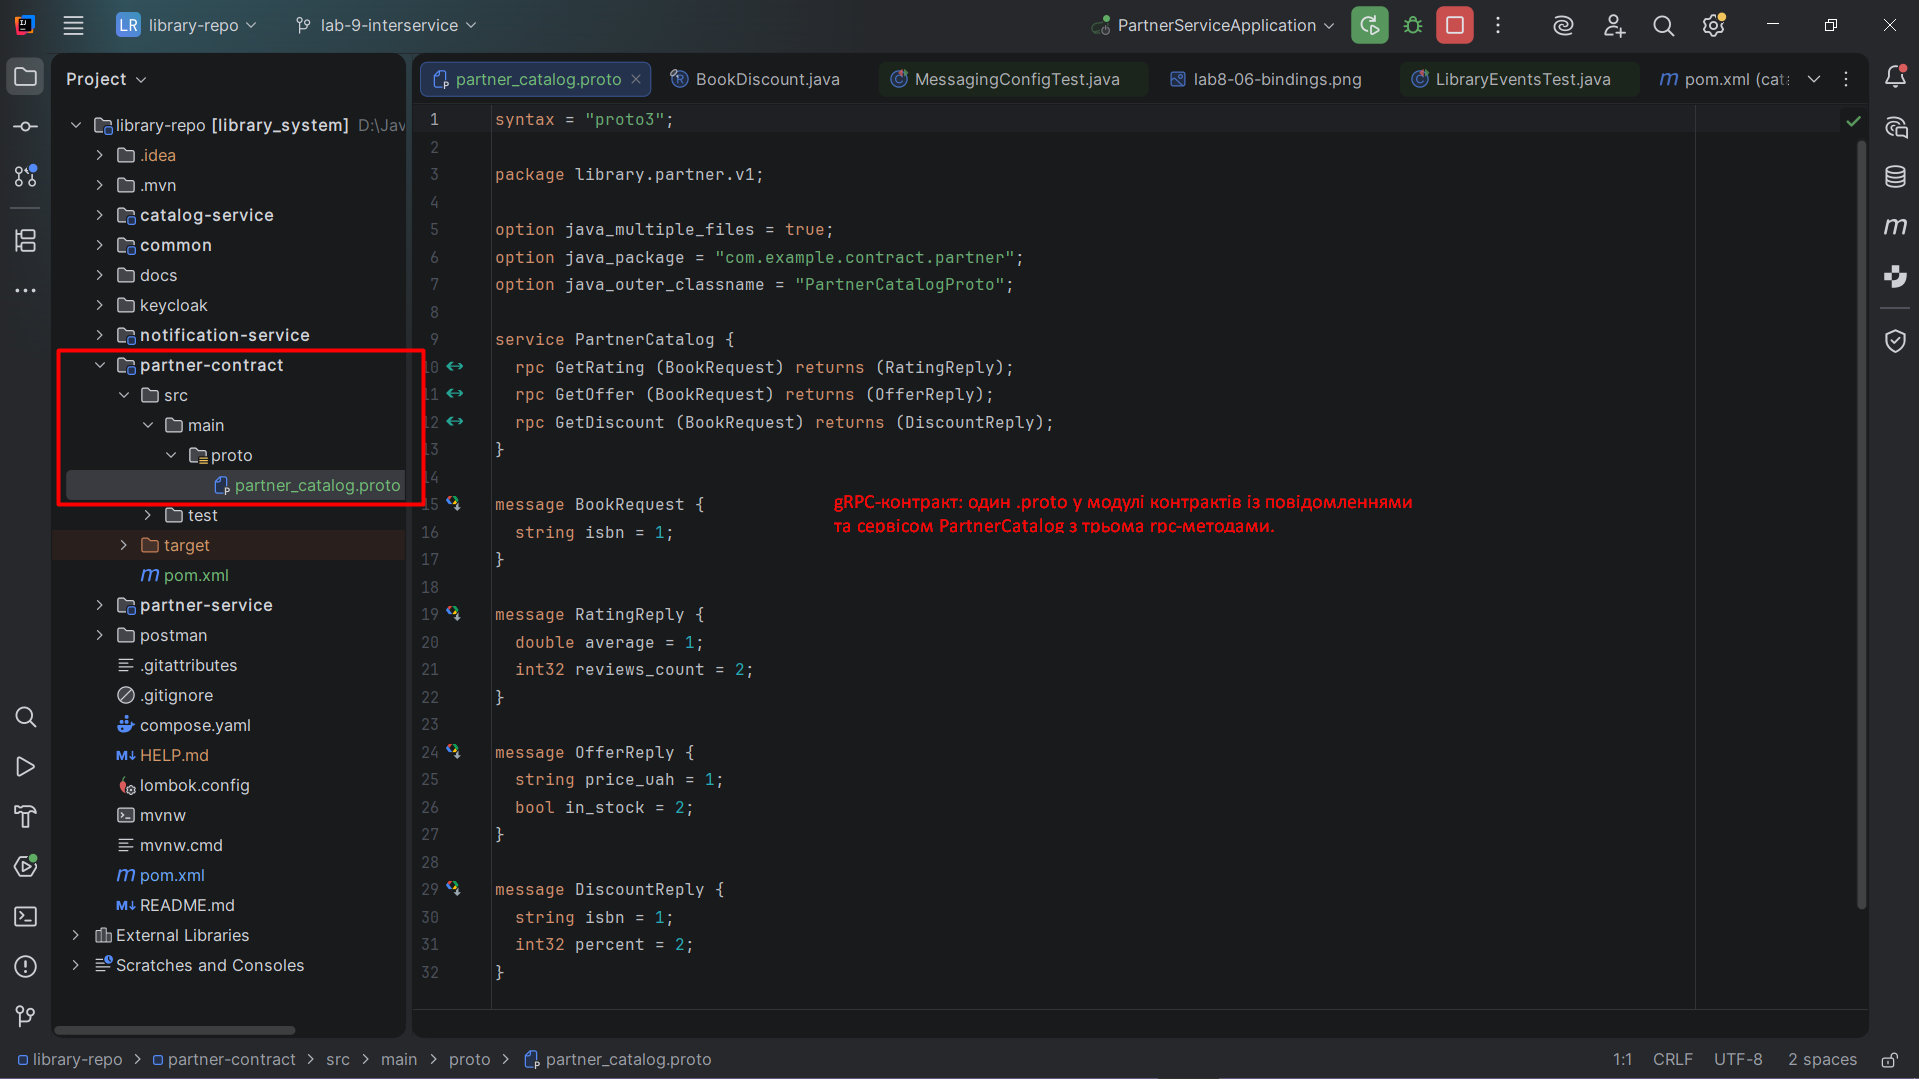 LR library-repo
lab-9-interservice
PartnerServiceApplication
Project
partner_catalog.proto
BookDiscount.java
MessagingConfigTest.java
lab8-06-bindings.png
LibraryEventsTest.java
pom.xml (cat
library-repo [library_system] D:\Jav
.idea
.mvn
catalog-service
common
docs
keycloak
notification-service
partner-contract
src
main
proto
partner_catalog.proto
test
target
pom.xml
partner-service
postman
.gitattributes
.gitignore
compose.yaml
HELP.md
lombok.config
mvnw
mvnw.cmd
pom.xml
README.md
External Libraries
Scratches and Consoles
1 syntax = "proto3";
2
3 package library.partner.v1;
4
5 option java_multiple_files = true;
6 option java_package = "com.example.contract.partner";
7 option java_outer_classname = "PartnerCatalogProto";
8
9 service PartnerCatalog {
10 rpc GetRating (BookRequest) returns (RatingReply);
11 rpc GetOffer (BookRequest) returns (OfferReply);
12 rpc GetDiscount (BookRequest) returns (DiscountReply);
13 }
14
15 message BookRequest {
16 string isbn = 1;
17 }
18
19 message RatingReply {
20 double average = 1;
21 int32 reviews_count = 2;
22 }
23
24 message OfferReply {
25 string price_uah = 1;
26 bool in_stock = 2;
27 }
28
29 message DiscountReply {
30 string isbn = 1;
31 int32 percent = 2;
32 }
gRPC-контракт: один .proto у модулі контрактів із повідомленнями
та сервісом PartnerCatalog з трьома rpc-методами.
library-repo > partner-contract > src > main > proto > partner_catalog.proto
1:1 CRLF UTF-8 2 spaces